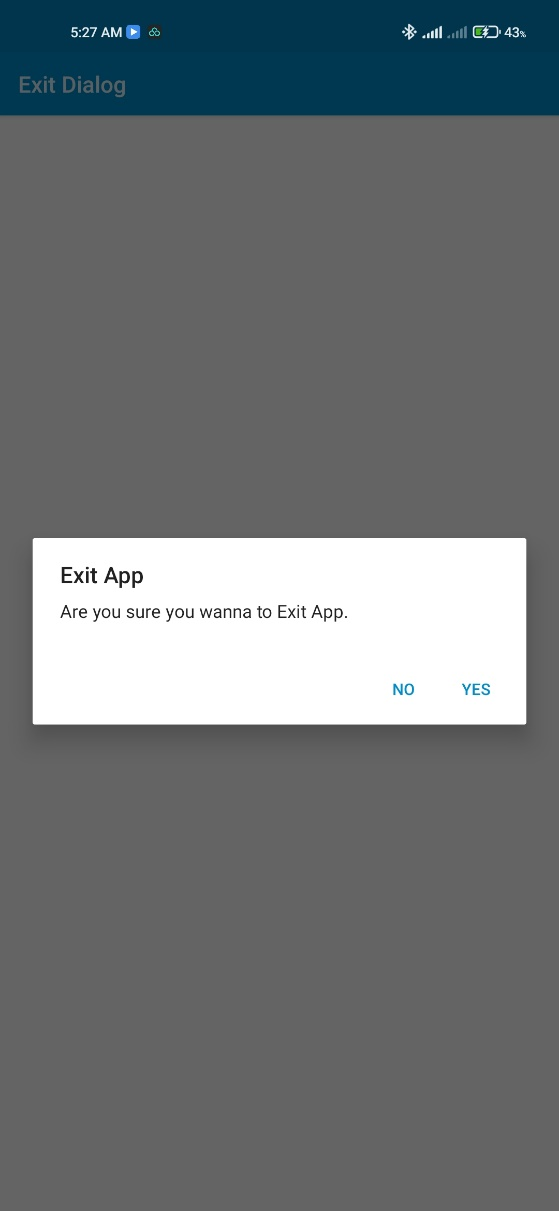 5:27 AM 43%
Exit Dialog
Exit App
Are you sure you wanna to Exit App.
NO YES